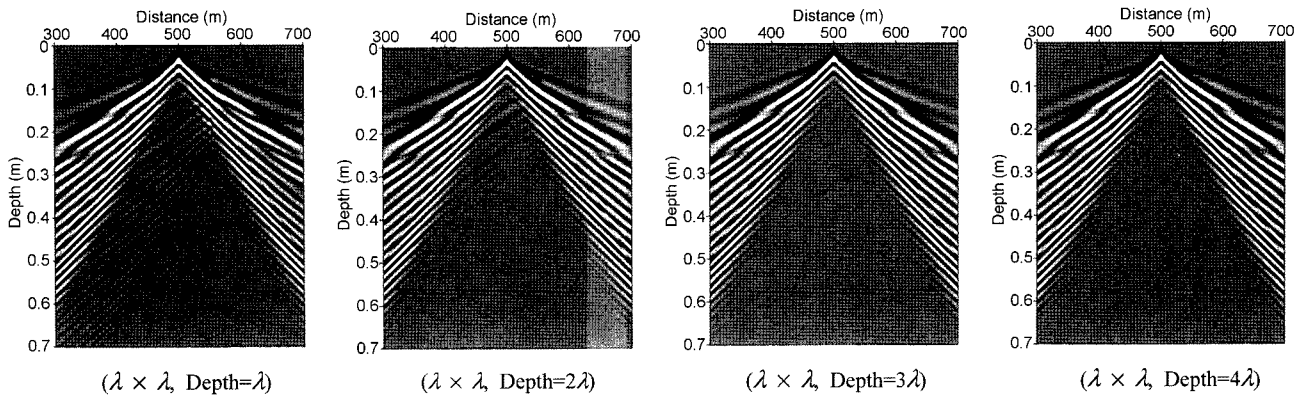 Distance (m)
300 400 500 600 700
Depth (m)
0
0.1
0.2
0.3
0.4
0.5
0.6
0.7
(λ × λ, Depth=λ)
Distance (m)
300 400 500 600 700
Depth (m)
0
0.1
0.2
0.3
0.4
0.5
0.6
0.7
(λ × λ, Depth=2λ)
Distance (m)
300 400 500 600 700
Depth (m)
0
0.1
0.2
0.3
0.4
0.5
0.6
0.7
(λ × λ, Depth=3λ)
Distance (m)
300 400 500 600 700
Depth (m)
0
0.1
0.2
0.3
0.4
0.5
0.6
0.7
(λ × λ, Depth=4λ)